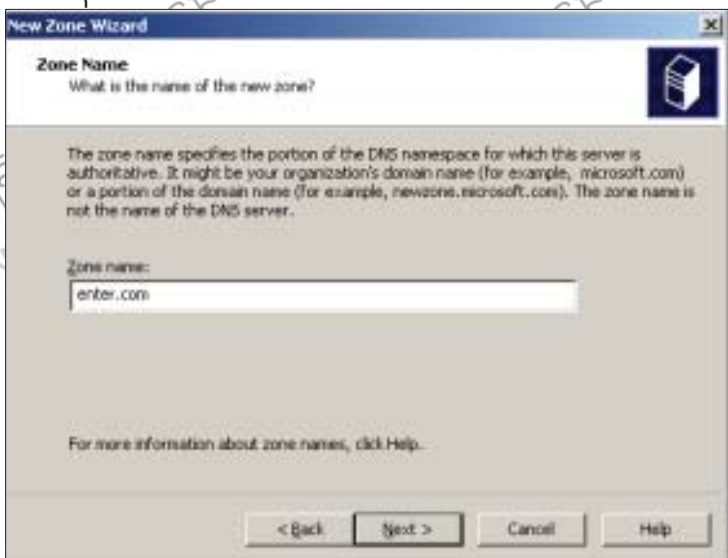 New Zone Wizard
Zone Name
What is the name of the new zone?
The zone name specifies the portion of the DNS namespace for which this server is
authoritative. It might be your organization's domain name (for example, microsoft.com)
or a portion of the domain name (for example, newzone.microsoft.com). The zone name is
not the name of the DNS server.
Zone name:
enter.com
For more information about zone names, click Help.
< Back
Next >
Cancel
Help